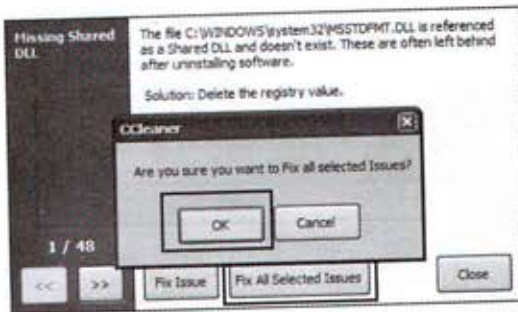 Missing Shared
DLL
The file C:\WINDOWS\system32\MSSTDFMT.DLL is referenced
as a Shared DLL and doesn't exist. These are often left behind
after uninstalling software.
Solution: Delete the registry value.
CCleaner
Are you sure you want to Fix all selected Issues?
OK Cancel
1 / 48
<< >> Fix Issue Fix All Selected Issues Close